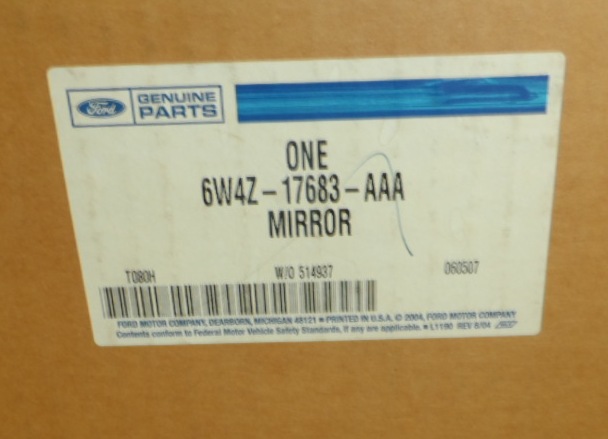 Ford
GENUINE
PARTS
ONE
6W4Z-17683-AAA
MIRROR
T080H W/O 514937 060507
FORD MOTOR COMPANY, DEARBORN, MICHIGAN 48121 ■ PRINTED IN U.S.A. © 2004, FORD MOTOR COMPANY
Contents conform to Federal Motor Vehicle Safety Standards, if any are applicable. ■ L1190 REV 8/04